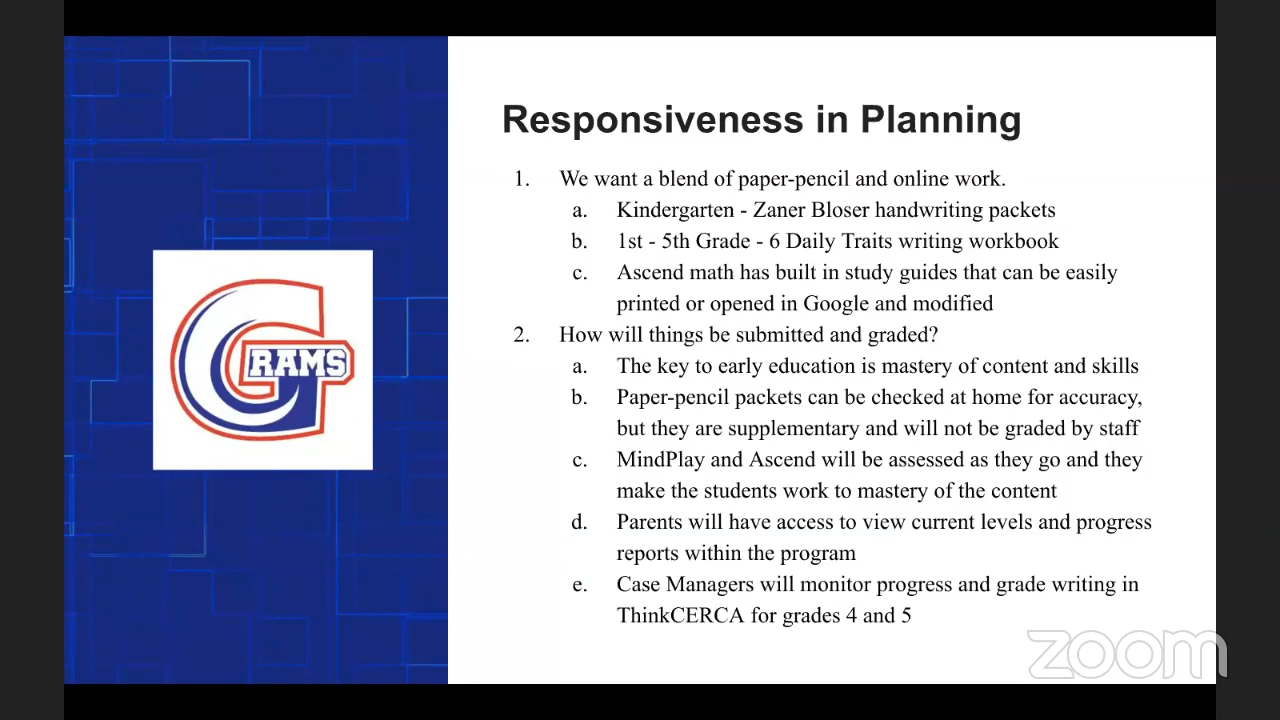 Responsiveness in Planning
1. We want a blend of paper-pencil and online work.
a. Kindergarten - Zaner Bloser handwriting packets
b. 1st - 5th Grade - 6 Daily Traits writing workbook
c. Ascend math has built in study guides that can be easily
printed or opened in Google and modified
2. How will things be submitted and graded?
a. The key to early education is mastery of content and skills
b. Paper-pencil packets can be checked at home for accuracy,
but they are supplementary and will not be graded by staff
c. MindPlay and Ascend will be assessed as they go and they
make the students work to mastery of the content
d. Parents will have access to view current levels and progress
reports within the program
e. Case Managers will monitor progress and grade writing in
ThinkCERCA for grades 4 and 5
G RAMS
zoom